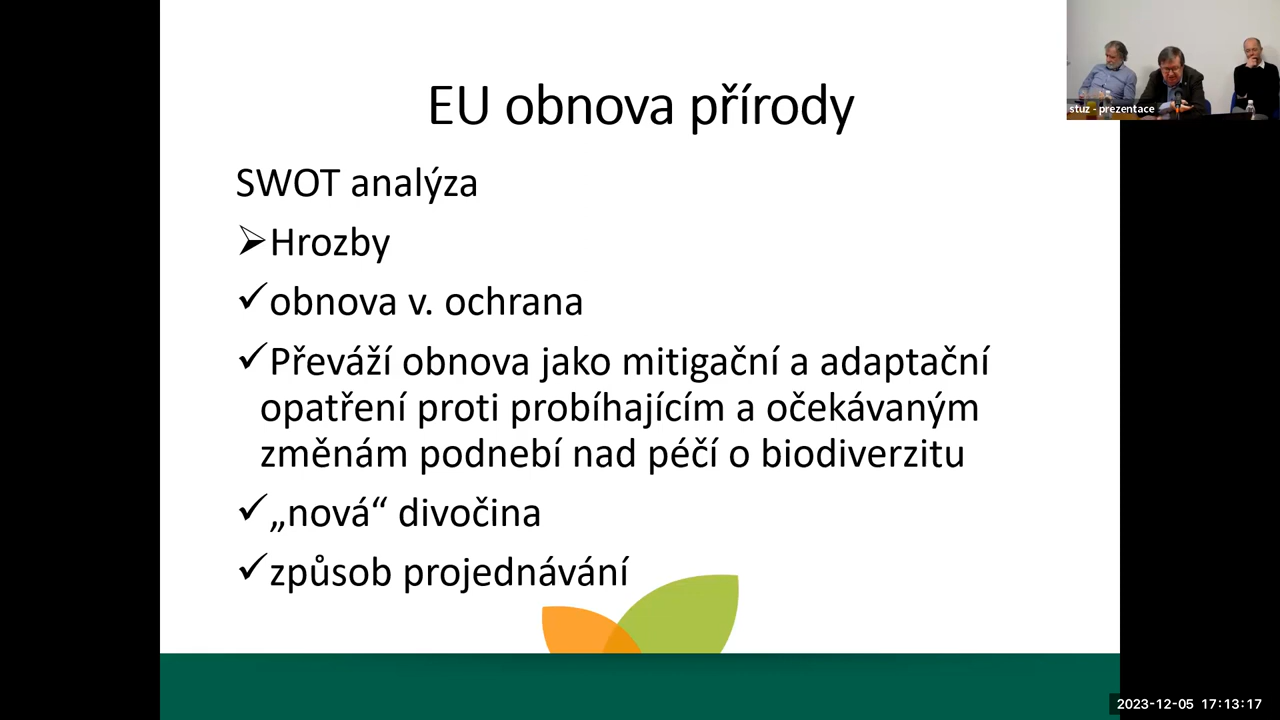 EU obnova přírody
stuz - prezentace
SWOT analýza
➢Hrozby
✓obnova v. ochrana
✓Převáží obnova jako mitigační a adaptační
opatření proti probíhajícím a očekávaným
změnám podnebí nad péčí o biodiverzitu
✓„nová“ divočina
✓způsob projednávání
2023-12-05 17:13:17